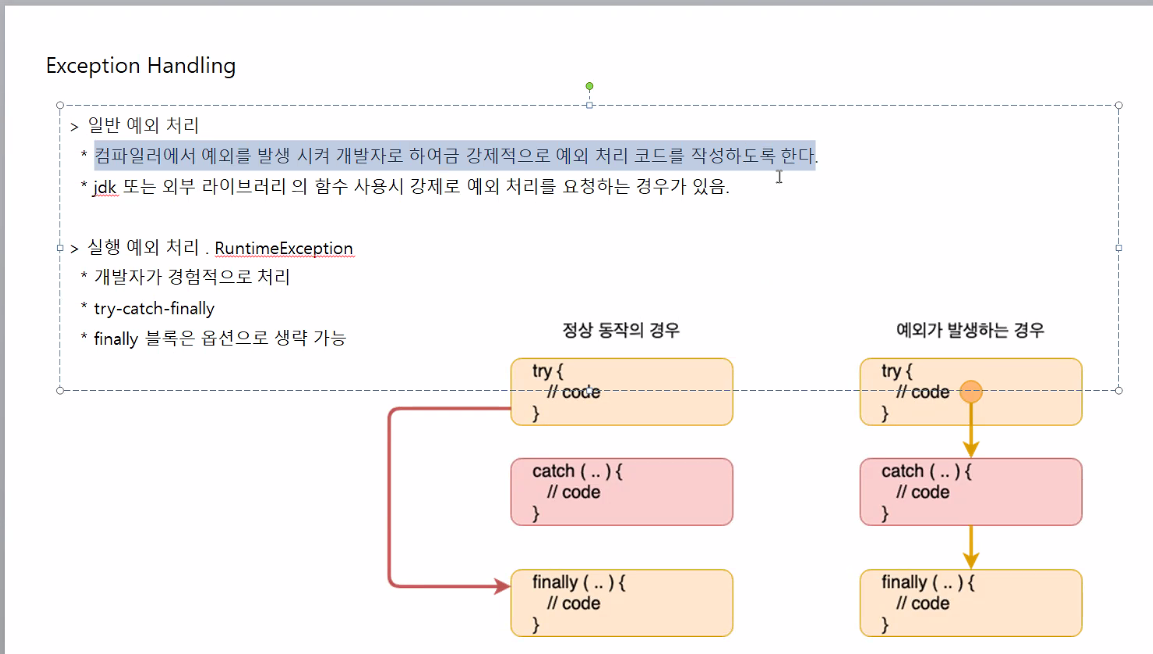 Exception Handling
> 일반 예외 처리
* 컴파일러에서 예외를 발생 시켜 개발자로 하여금 강제적으로 예외 처리 코드를 작성하도록 한다.
* jdk 또는 외부 라이브러리 의 함수 사용시 강제로 예외 처리를 요청하는 경우가 있음.
> 실행 예외 처리 . RuntimeException
* 개발자가 경험적으로 처리
* try-catch-finally
* finally 블록은 옵션으로 생략 가능
정상 동작의 경우
try {
// code
}
catch ( .. ) {
// code
}
finally ( .. ) {
// code
}
예외가 발생하는 경우
try {
// code
}
catch ( .. ) {
// code
}
finally ( .. ) {
// code
}